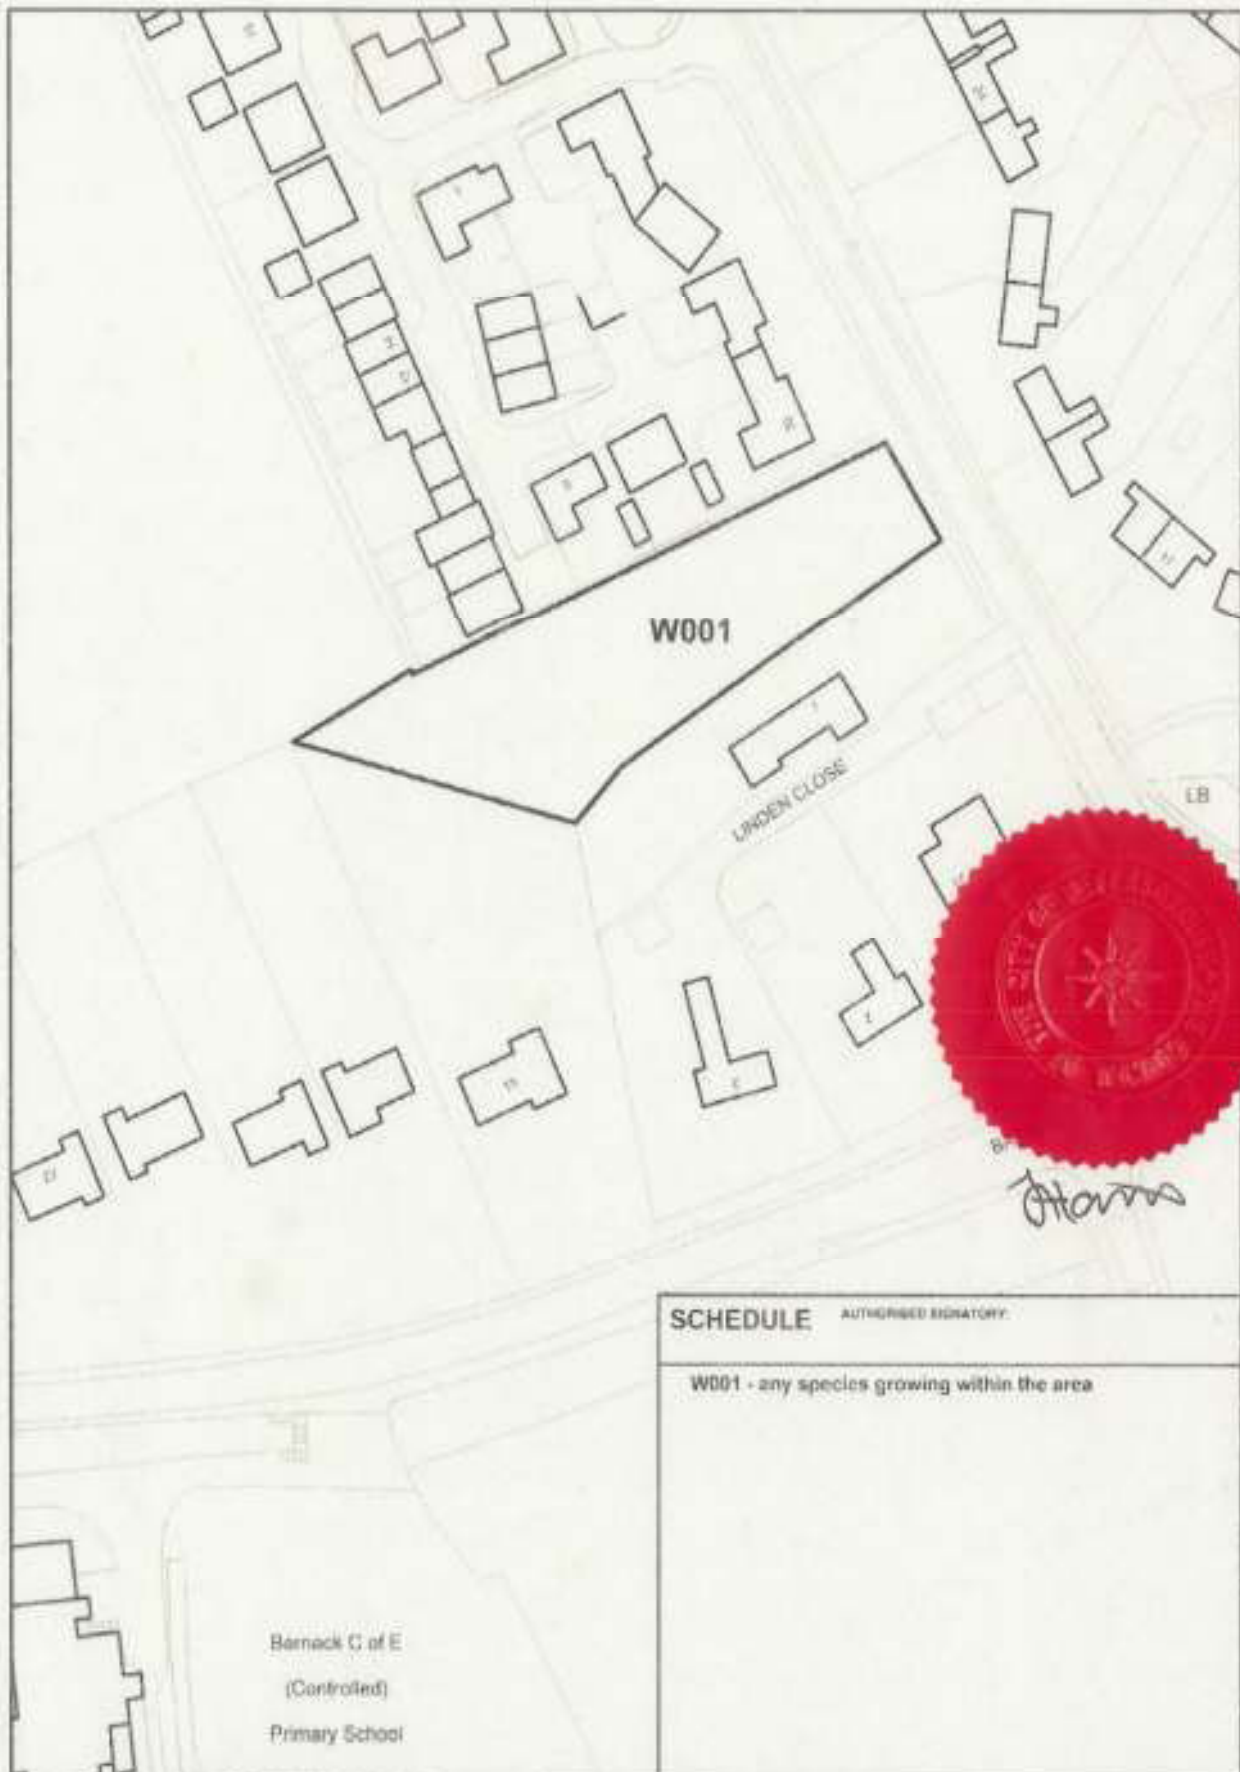 W001
LINDEN CLOSE
LB
SCHEDULE AUTHORISED SIGNATORY:
W001 - any species growing within the area
Barnack C of E
(Controlled)
Primary School